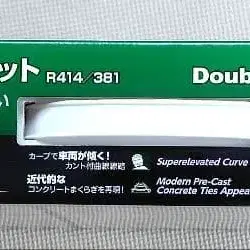 ット R414/381 Doub
い
カーブで車両が傾く!
カント付曲線線路
Superelevated Curve
近代的な
コンクリートまくらぎを再現!
Modern Pre-Cast
Concrete Ties Appea